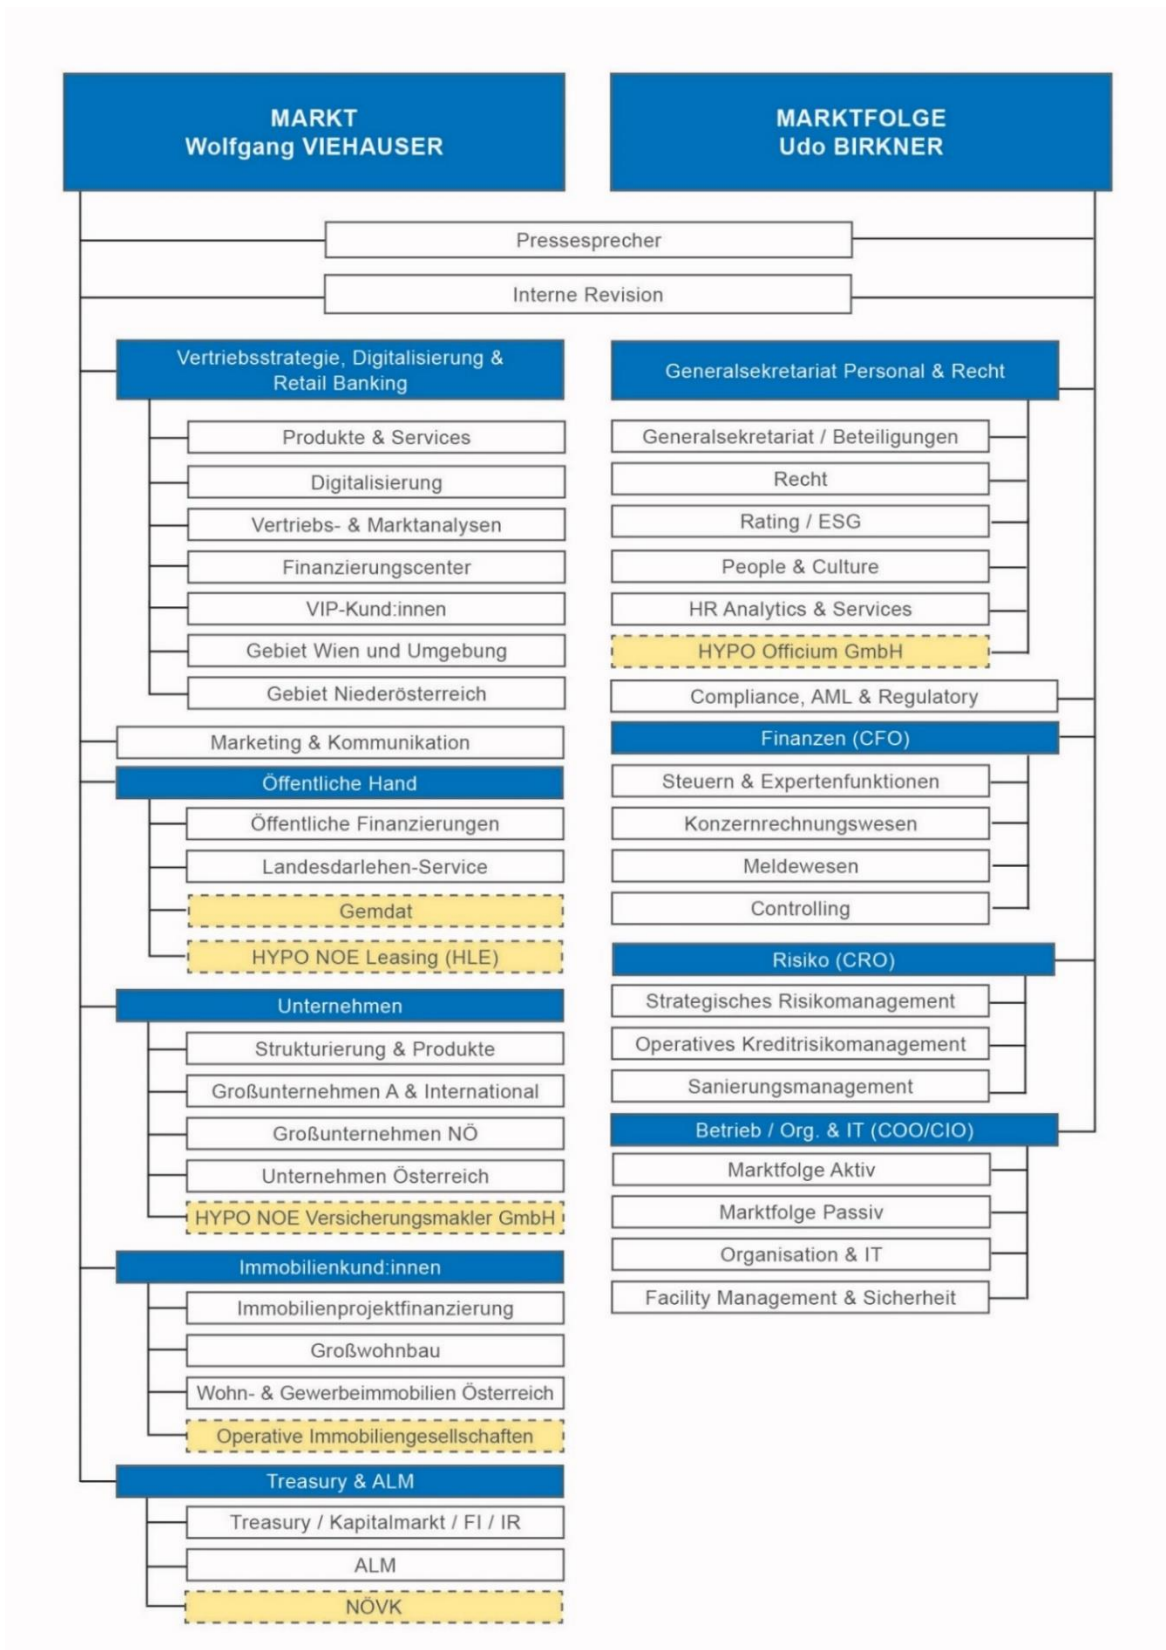 MARKT
Wolfgang VIEHAUSER
MARKTFOLGE
Udo BIRKNER
Pressesprecher
Interne Revision
Vertriebsstrategie, Digitalisierung &
Retail Banking
Produkte & Services
Digitalisierung
Vertriebs- & Marktanalysen
Finanzierungscenter
VIP-Kund:innen
Gebiet Wien und Umgebung
Gebiet Niederösterreich
Marketing & Kommunikation
Öffentliche Hand
Öffentliche Finanzierungen
Landesdarlehen-Service
Gemdat
HYPO NOE Leasing (HLE)
Unternehmen
Strukturierung & Produkte
Großunternehmen A & International
Großunternehmen NÖ
Unternehmen Österreich
HYPO NOE Versicherungsmakler GmbH
Immobilienkund:innen
Immobilienprojektfinanzierung
Großwohnbau
Wohn- & Gewerbeimmobilien Österreich
Operative Immobiliengesellschaften
Treasury & ALM
Treasury / Kapitalmarkt / FI / IR
ALM
NÖVK
Generalsekretariat Personal & Recht
Generalsekretariat / Beteiligungen
Recht
Rating / ESG
People & Culture
HR Analytics & Services
HYPO Officium GmbH
Compliance, AML & Regulatory
Finanzen (CFO)
Steuern & Expertenfunktionen
Konzernrechnungswesen
Meldewesen
Controlling
Risiko (CRO)
Strategisches Risikomanagement
Operatives Kreditrisikomanagement
Sanierungsmanagement
Betrieb / Org. & IT (COO/CIO)
Marktfolge Aktiv
Marktfolge Passiv
Organisation & IT
Facility Management & Sicherheit